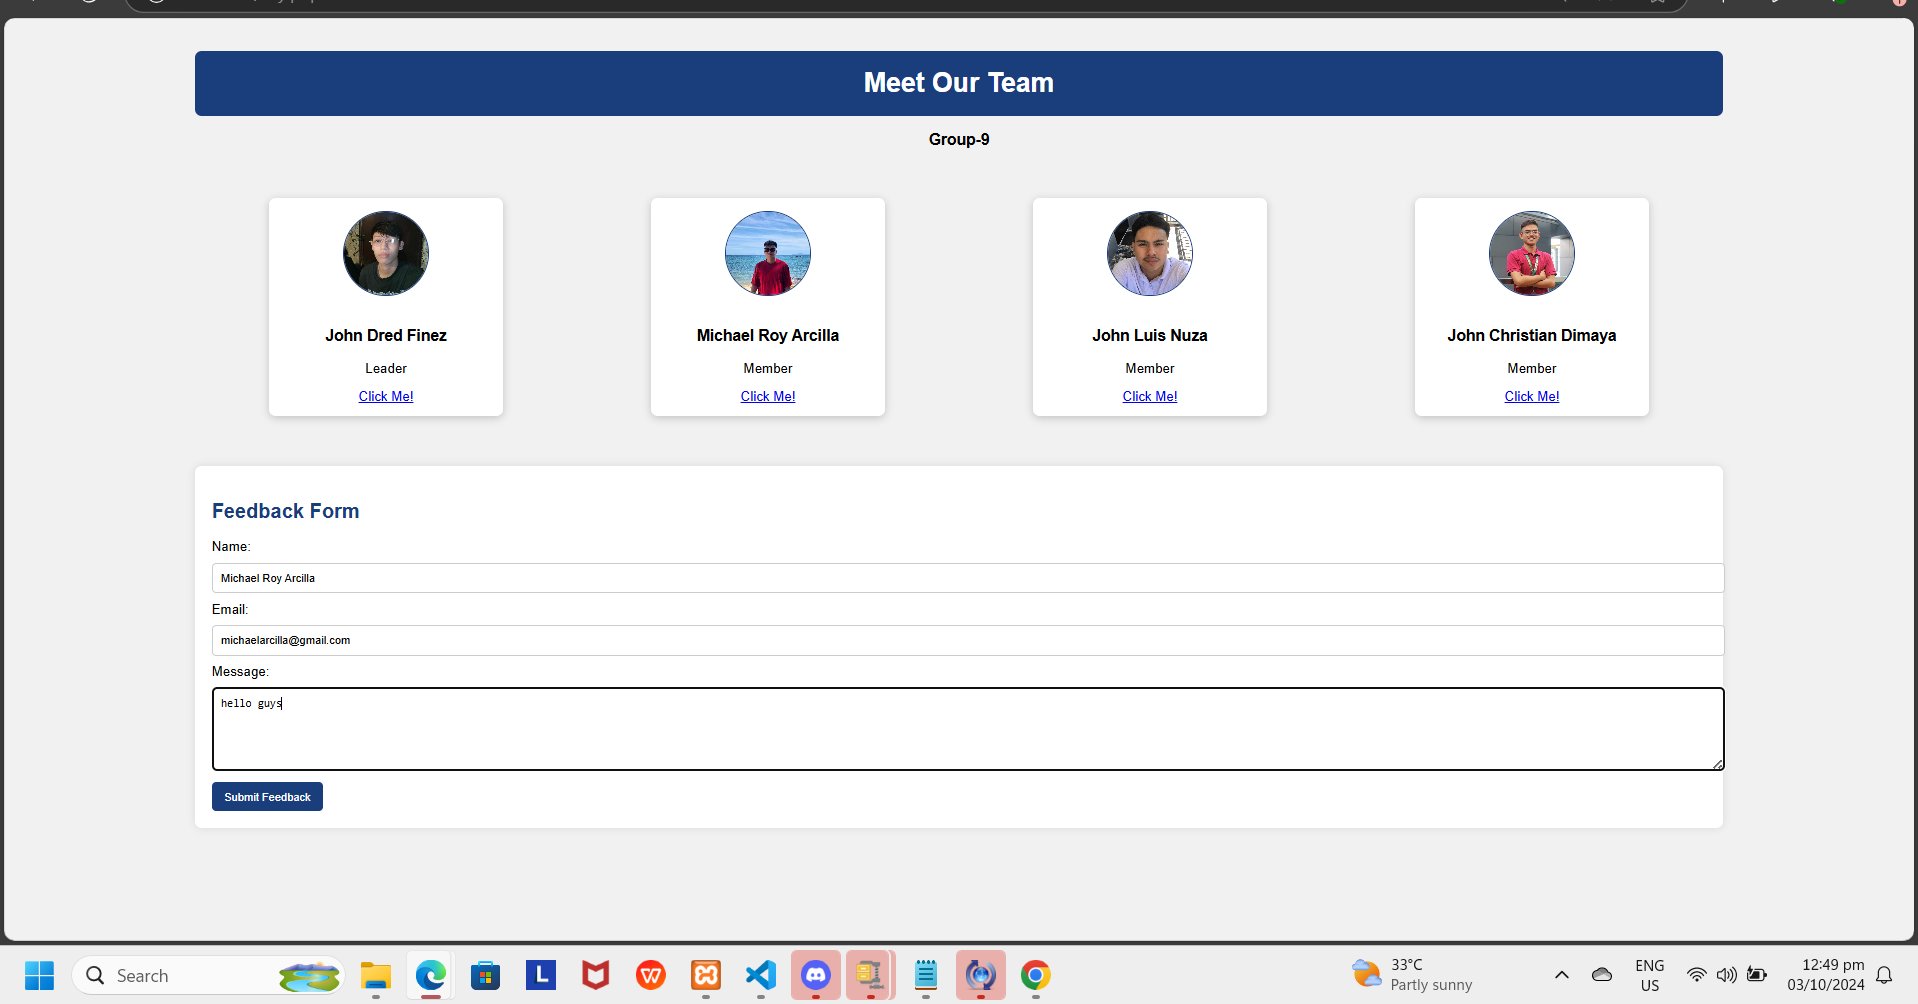 Meet Our Team
Group-9
John Dred Finez
Leader
Click Me!
Michael Roy Arcilla
Member
Click Me!
John Luis Nuza
Member
Click Me!
John Christian Dimaya
Member
Click Me!
Feedback Form
Name:
Michael Roy Arcilla
Email:
michaelarcilla@gmail.com
Message:
hello guys
Submit Feedback
Search
L
W
33°C
Partly sunny
ENG
US
12:49 pm
03/10/2024